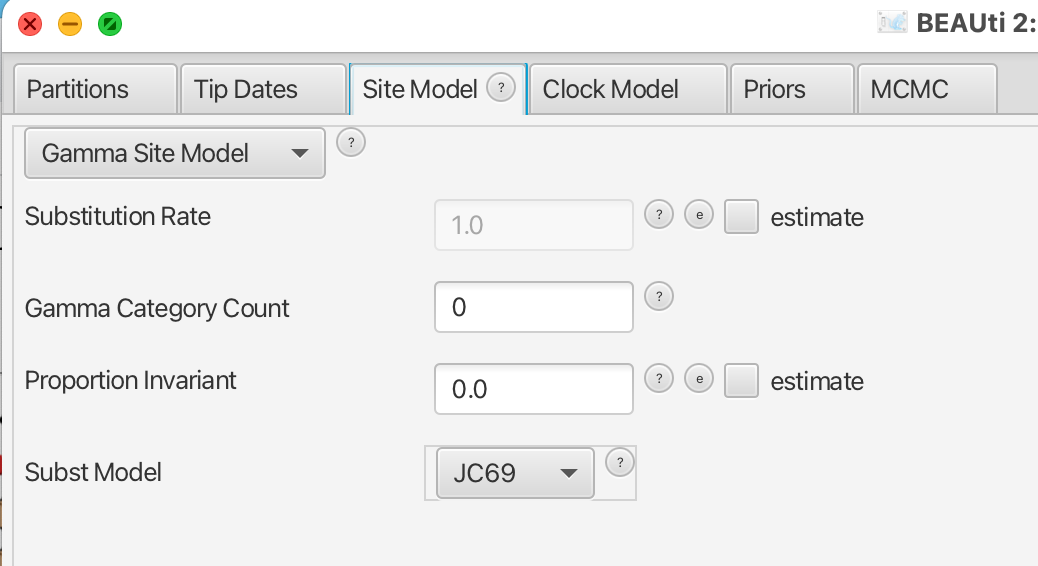 BEAUti 2:
Partitions Tip Dates Site Model ? Clock Model Priors MCMC
Gamma Site Model ?
Substitution Rate 1.0 ? e estimate
Gamma Category Count 0 ?
Proportion Invariant 0.0 ? e estimate
Subst Model JC69 ?